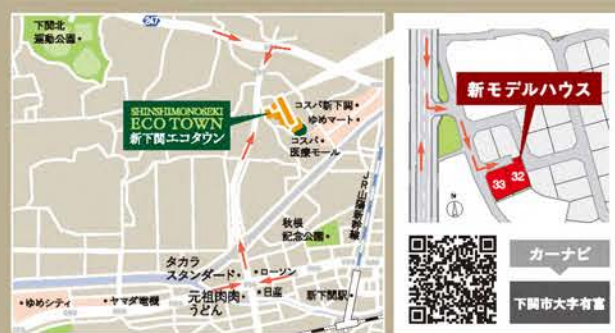 247
下関北
運動公園・
SHINSHIMONOSEKI
ECO TOWN
新下関エコタウン
コスパ新下関・
ゆめマート・
コスパ・
医療モール
JR山陽新幹線
秋根
記念公園・
タカラ
スタンダード・
・ローソン
・日産
元祖肉肉
うどん
新下関駅・
・ゆめシティ
・ヤマダ電機
新モデルハウス
33
32
N
カーナビ
下関市大字有冨